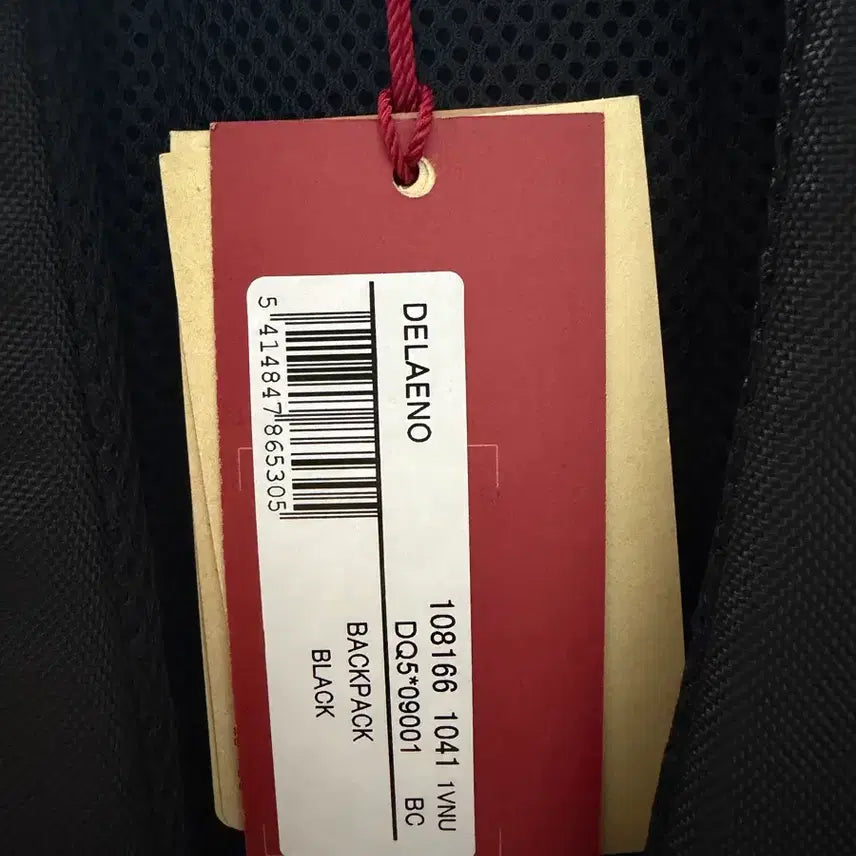 DELAENO
108166 1041 1VNU
DQ5*09001 BC
5 414847 865305
BACKPACK
BLACK